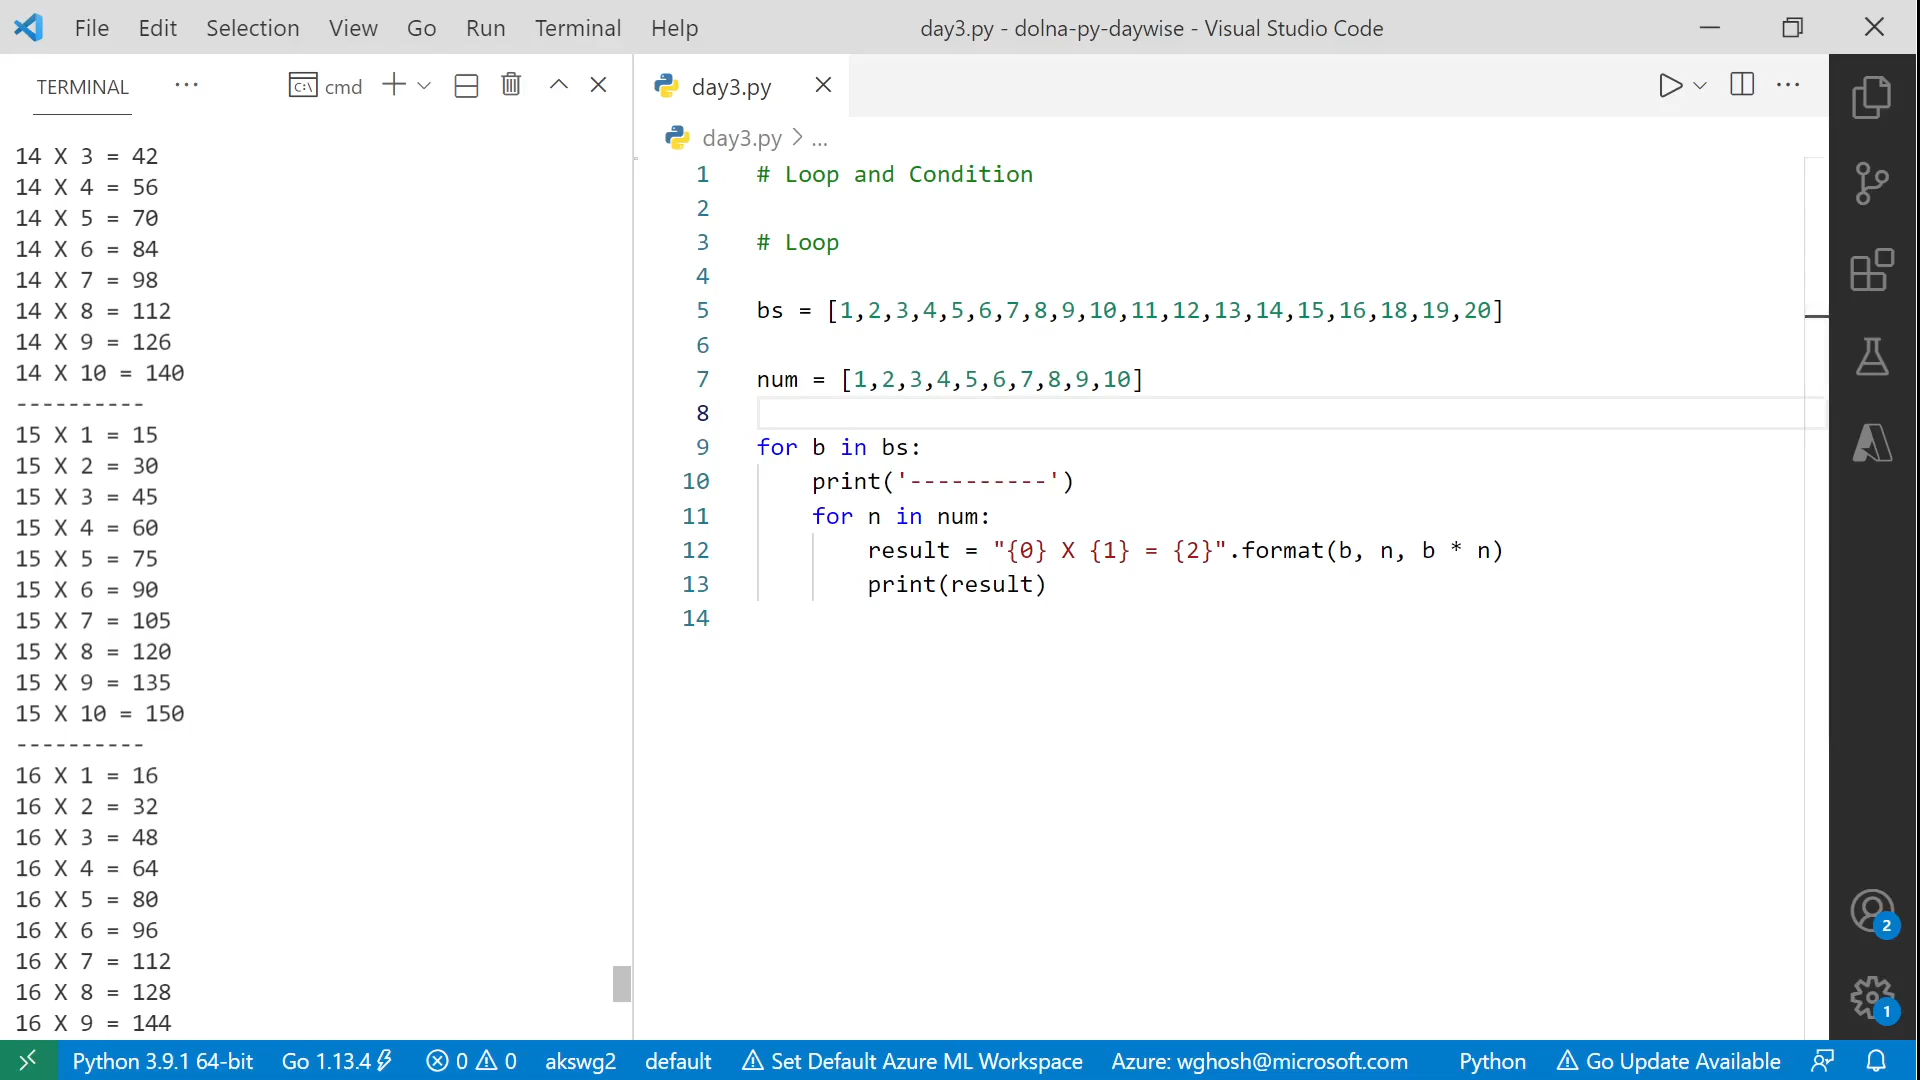 File Edit Selection View Go Run Terminal Help
day3.py - dolna-py-daywise - Visual Studio Code
TERMINAL
cmd
14 X 3 = 42
14 X 4 = 56
14 X 5 = 70
14 X 6 = 84
14 X 7 = 98
14 X 8 = 112
14 X 9 = 126
14 X 10 = 140
----------
15 X 1 = 15
15 X 2 = 30
15 X 3 = 45
15 X 4 = 60
15 X 5 = 75
15 X 6 = 90
15 X 7 = 105
15 X 8 = 120
15 X 9 = 135
15 X 10 = 150
----------
16 X 1 = 16
16 X 2 = 32
16 X 3 = 48
16 X 4 = 64
16 X 5 = 80
16 X 6 = 96
16 X 7 = 112
16 X 8 = 128
16 X 9 = 144
day3.py
day3.py > ...
1 # Loop and Condition
2
3 # Loop
4
5 bs = [1,2,3,4,5,6,7,8,9,10,11,12,13,14,15,16,18,19,20]
6
7 num = [1,2,3,4,5,6,7,8,9,10]
8
9 for b in bs:
10     print('----------')
11     for n in num:
12         result = "{0} X {1} = {2}".format(b, n, b * n)
13         print(result)
14
2
1
Python 3.9.1 64-bit Go 1.13.4 0 0 akswg2 default Set Default Azure ML Workspace Azure: wghosh@microsoft.com Python Go Update Available